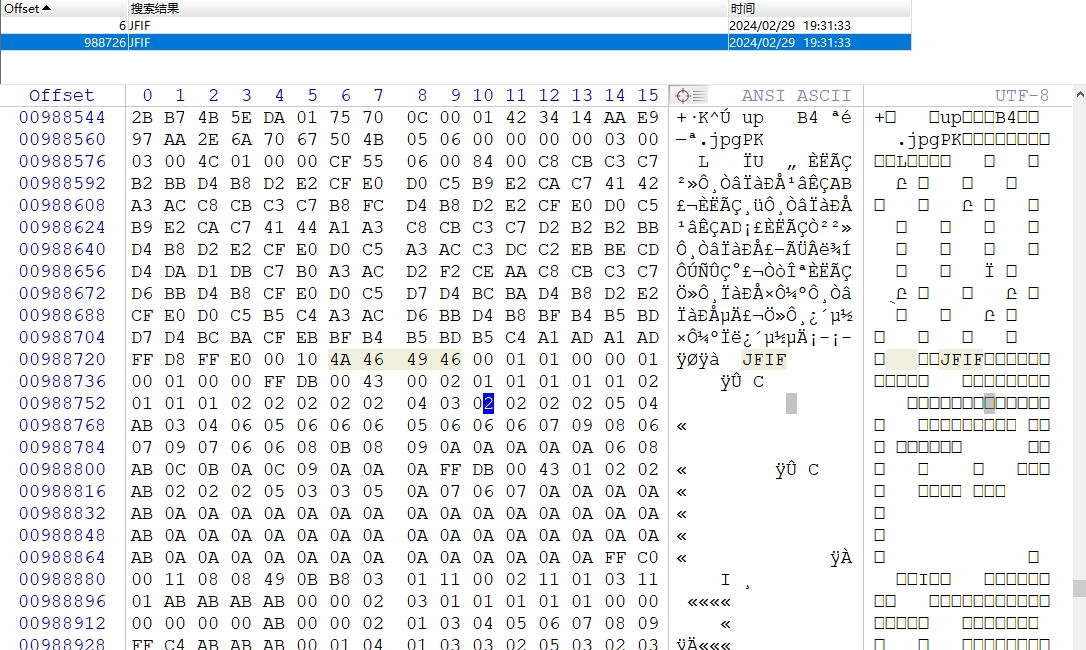 Offset 搜索结果 时间
6 JFIF 2024/02/29 19:31:33
988726 JFIF 2024/02/29 19:31:33
Offset 0 1 2 3 4 5 6 7 8 9 10 11 12 13 14 15 ANSI ASCII UTF-8
00988544 2B B7 4B 5E DA 01 75 70 0C 00 01 42 34 14 AA E9 +·K^Ú up B4 ªé + up B4
00988560 97 AA 2E 6A 70 67 50 4B 05 06 00 00 00 00 03 00 —ª.jpgPK .jpgPK
00988576 03 00 4C 01 00 00 CF 55 06 00 84 00 C8 CB C3 C7 L ÏU „ ÈËÃÇ L
00988592 B2 BB D4 B8 D2 E2 CF E0 D0 C5 B9 E2 CA C7 41 42 ²»Ô¸ÒâÏàÐÅ¹âÊÇAB
00988608 A3 AC C8 CB C3 C7 B8 FC D4 B8 D2 E2 CF E0 D0 C5 £¬ÈËÃÇ¸üÔ¸ÒâÏàÐÅ
00988624 B9 E2 CA C7 41 44 A1 A3 C8 CB C3 C7 D2 B2 B2 BB ¹âÊÇAD¡£ÈËÃÇÒ²²»
00988640 D4 B8 D2 E2 CF E0 D0 C5 A3 AC C3 DC C2 EB BE CD Ô¸ÒâÏàÐÅ£¬ÃÜÂë¾Í
00988656 D4 DA D1 DB C7 B0 A3 AC D2 F2 CE AA C8 CB C3 C7 ÔÚÑÛÇ°£¬ÒòÎªÈËÃÇ
00988672 D6 BB D4 B8 CF E0 D0 C5 D7 D4 BC BA D4 B8 D2 E2 Ö»Ô¸ÏàÐÅ×Ô¼ºÔ¸Òâ
00988688 CF E0 D0 C5 B5 C4 A3 AC D6 BB D4 B8 BF B4 B5 BD ÏàÐÅµÄ£¬Ö»Ô¸¿´µ½
00988704 D7 D4 BC BA CF EB BF B4 B5 BD B5 C4 A1 AD A1 AD ×Ô¼ºÏë¿´µ½µÄ¡-¡-
00988720 FF D8 FF E0 00 10 4A 46 49 46 00 01 01 00 00 01 ÿØÿà JFIF JFIF
00988736 00 01 00 00 FF DB 00 43 00 02 01 01 01 01 01 02 ÿÛ C
00988752 01 01 01 02 02 02 02 02 04 03 02 02 02 02 05 04
00988768 AB 03 04 06 05 06 06 06 05 06 06 06 07 09 08 06 «
00988784 07 09 07 06 06 08 0B 08 09 0A 0A 0A 0A 0A 06 08
00988800 AB 0C 0B 0A 0C 09 0A 0A 0A FF DB 00 43 01 02 02 « ÿÛ C
00988816 AB 02 02 02 05 03 03 05 0A 07 06 07 0A 0A 0A 0A «
00988832 AB 0A 0A 0A 0A 0A 0A 0A 0A 0A 0A 0A 0A 0A 0A 0A «
00988848 AB 0A 0A 0A 0A 0A 0A 0A 0A 0A 0A 0A 0A 0A 0A 0A «
00988864 AB 0A 0A 0A 0A 0A 0A 0A 0A 0A 0A 0A 0A 0A FF C0 « ÿÀ
00988880 00 11 08 08 49 0B B8 03 01 11 00 02 11 01 03 11 I ¸ I
00988896 01 AB AB AB AB 00 00 02 03 01 01 01 01 01 00 00 ««««
00988912 00 00 00 00 AB 00 00 02 01 03 04 05 06 07 08 09 «
00988928 FF C4 AB AB AB 00 01 04 01 03 03 02 05 03 02 03 ÿÄ«««